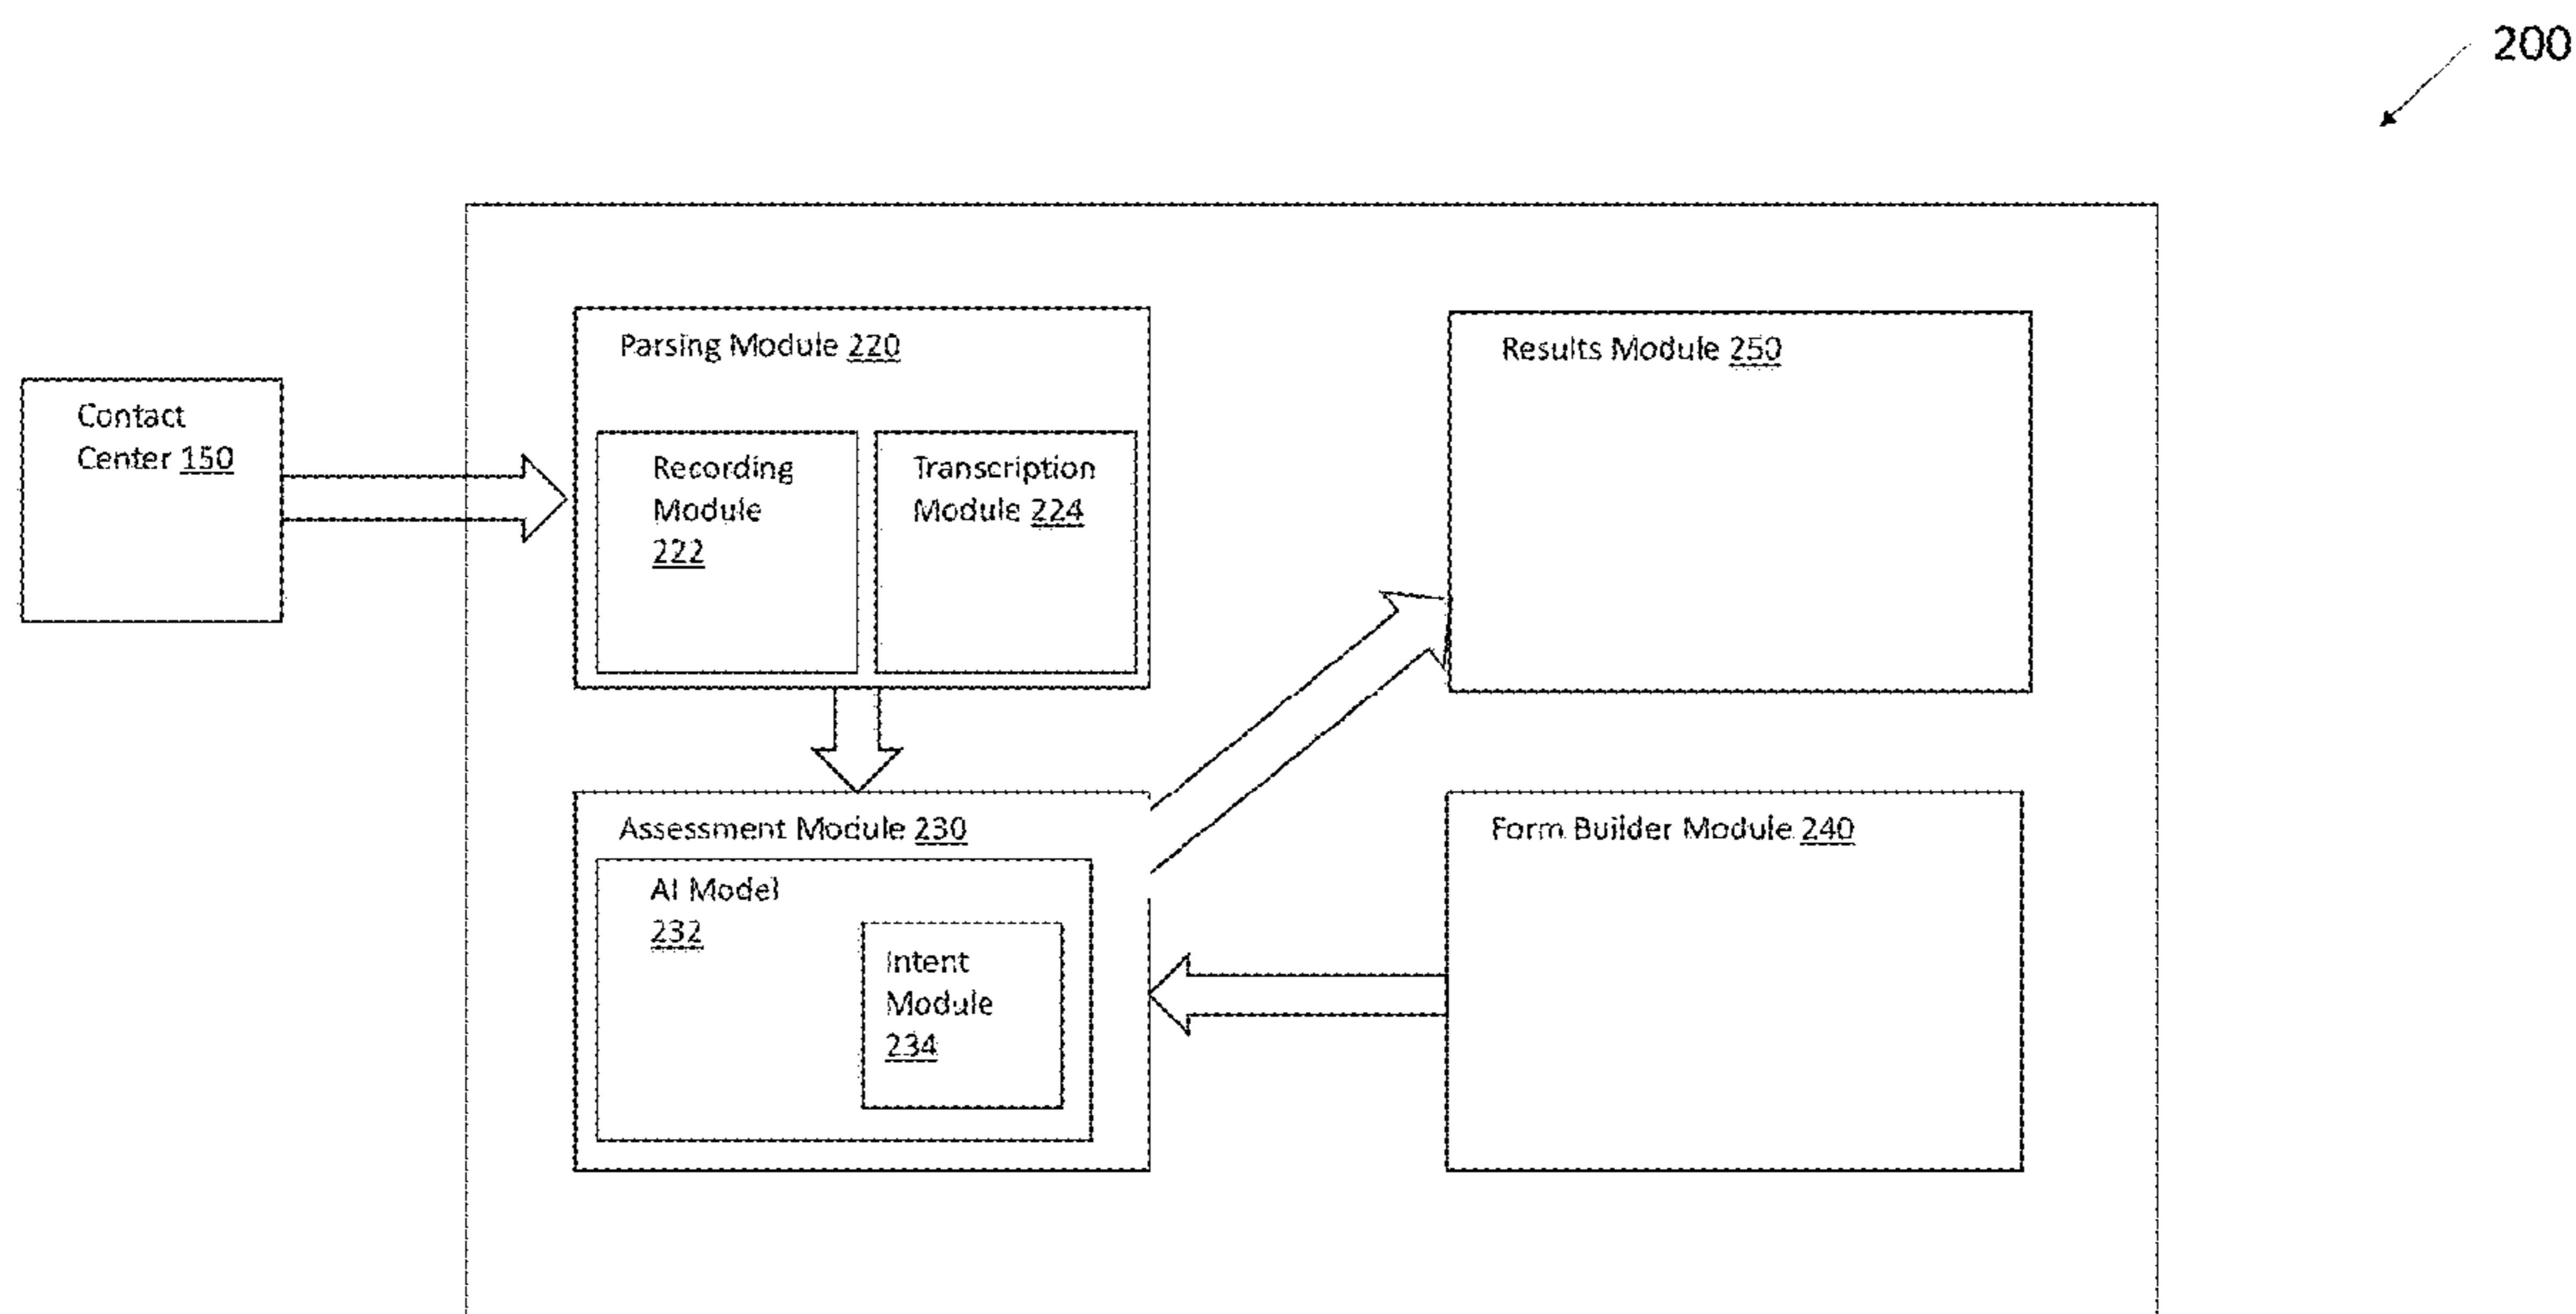 200
Contact
Center 150
Parsing Module 220
Recording
Module
222
Transcription
Module 224
Results Module 250
Assessment Module 230
AI Model
232
Intent
Module
234
Form Builder Module 240